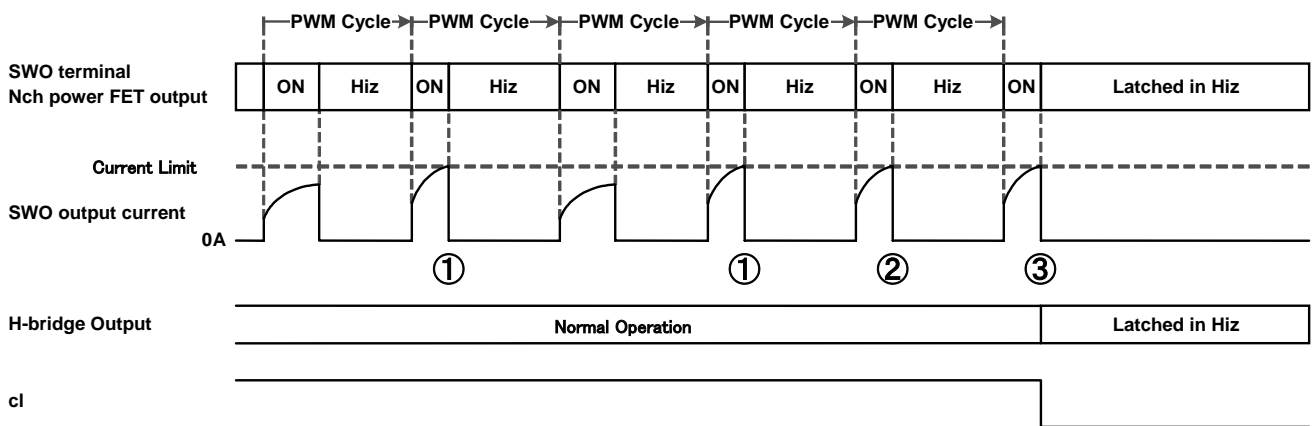 PWM Cycle PWM Cycle PWM Cycle PWM Cycle PWM Cycle
SWO terminal
Nch power FET output
ON Hiz ON Hiz ON Hiz ON Hiz ON Hiz ON Latched in Hiz
Current Limit
SWO output current
0A
① ① ② ③
H-bridge Output Normal Operation Latched in Hiz
cl